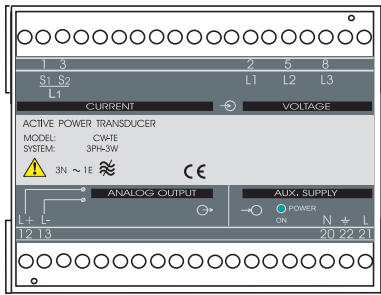 1 3 2 5 8
S1 S2 L1 L2 L3
L1
CURRENT VOLTAGE
ACTIVE POWER TRANSDUCER
MODEL: CW-TE
SYSTEM: 3PH-3W
3N ~ 1E CE
ANALOG OUTPUT AUX. SUPPLY
POWER
L+ L- ON N L
12 13 20 22 21